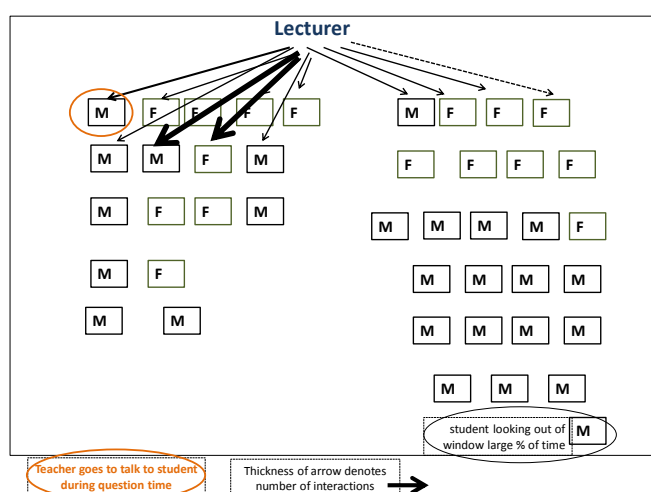 Lecturer
M F F F F M F F F
M M F M F F F F
M F F M M M M M F
M F M M M M
M M M M M M
M M M
student looking out of
window large % of time M
Teacher goes to talk to student
during question time
Thickness of arrow denotes
number of interactions